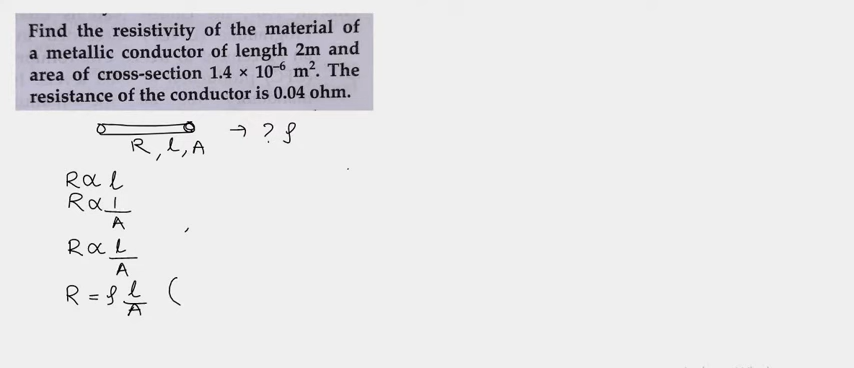 Find the resistivity of the material of
a metallic conductor of length 2m and
area of cross-section 1.4 × 10⁻⁶ m². The
resistance of the conductor is 0.04 ohm.
R, l, A → ? ρ
R ∝ l
R ∝ 1/A
R ∝ l/A
R = ρ l/A (